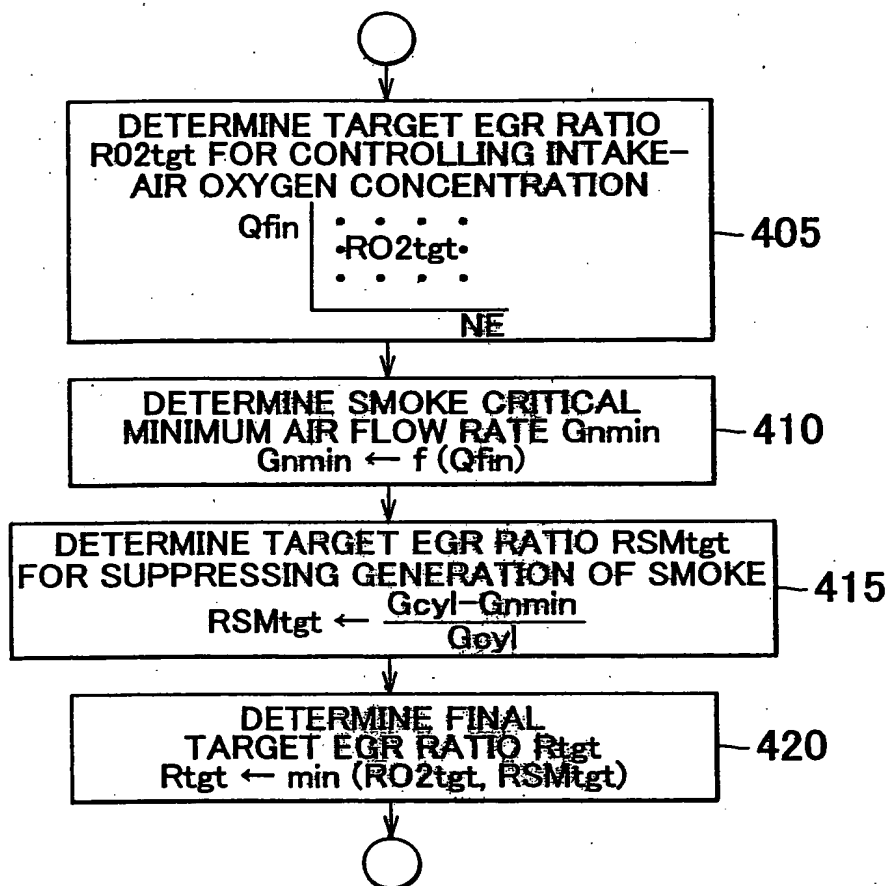 DETERMINE TARGET EGR RATIO
R02tgt FOR CONTROLLING INTAKE-
AIR OXYGEN CONCENTRATION
Qfin
RO2tgt
NE
405
DETERMINE SMOKE CRITICAL
MINIMUM AIR FLOW RATE Gnmin
Gnmin ← f (Qfin)
410
DETERMINE TARGET EGR RATIO RSMtgt
FOR SUPPRESSING GENERATION OF SMOKE
RSMtgt ←
Gcyl-Gnmin
Gcyl
415
DETERMINE FINAL
TARGET EGR RATIO Rtgt
Rtgt ← min (RO2tgt, RSMtgt)
420